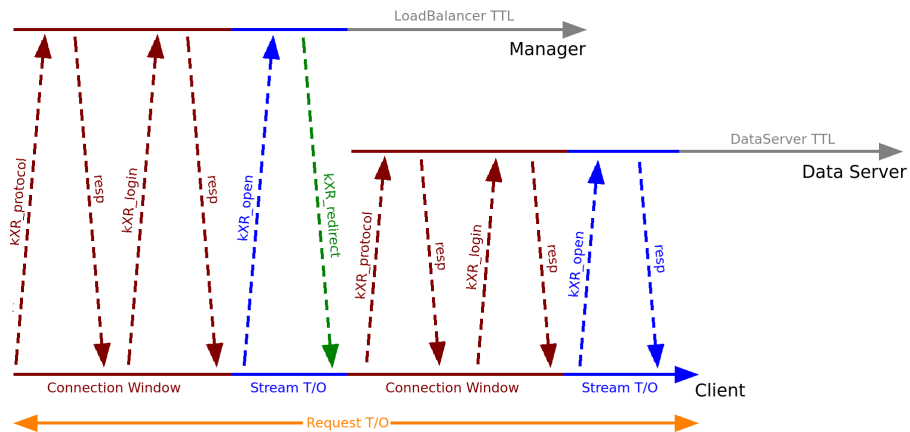 LoadBalancer TTL
Manager
DataServer TTL
Data Server
kXR_protocol
resp
kXR_login
resp
kXR_open
kXR_redirect
kXR_protocol
resp
kXR_login
resp
kXR_open
resp
Connection Window
Stream T/O
Connection Window
Stream T/O
Client
Request T/O